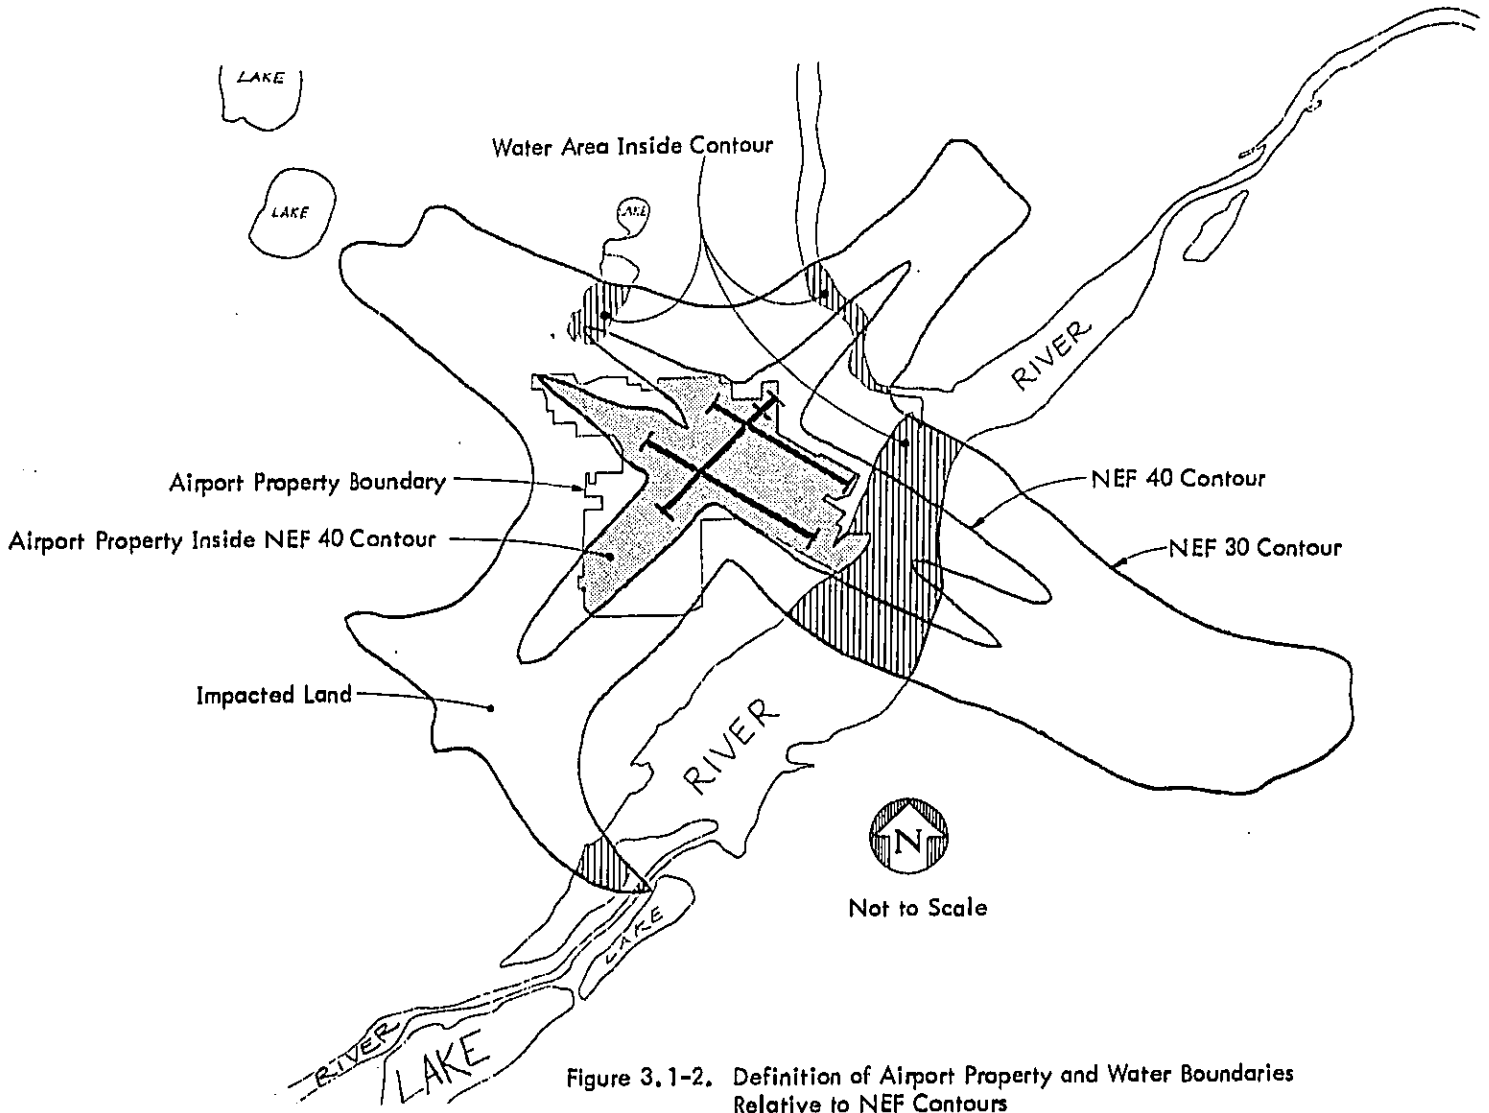 LAKE
Water Area Inside Contour
LAKE
LAKE
RIVER
Airport Property Boundary
NEF 40 Contour
Airport Property Inside NEF 40 Contour
NEF 30 Contour
Impacted Land
RIVER
N
Not to Scale
LAKE
RIVER
LAKE
Figure 3.1-2. Definition of Airport Property and Water Boundaries
Relative to NEF Contours